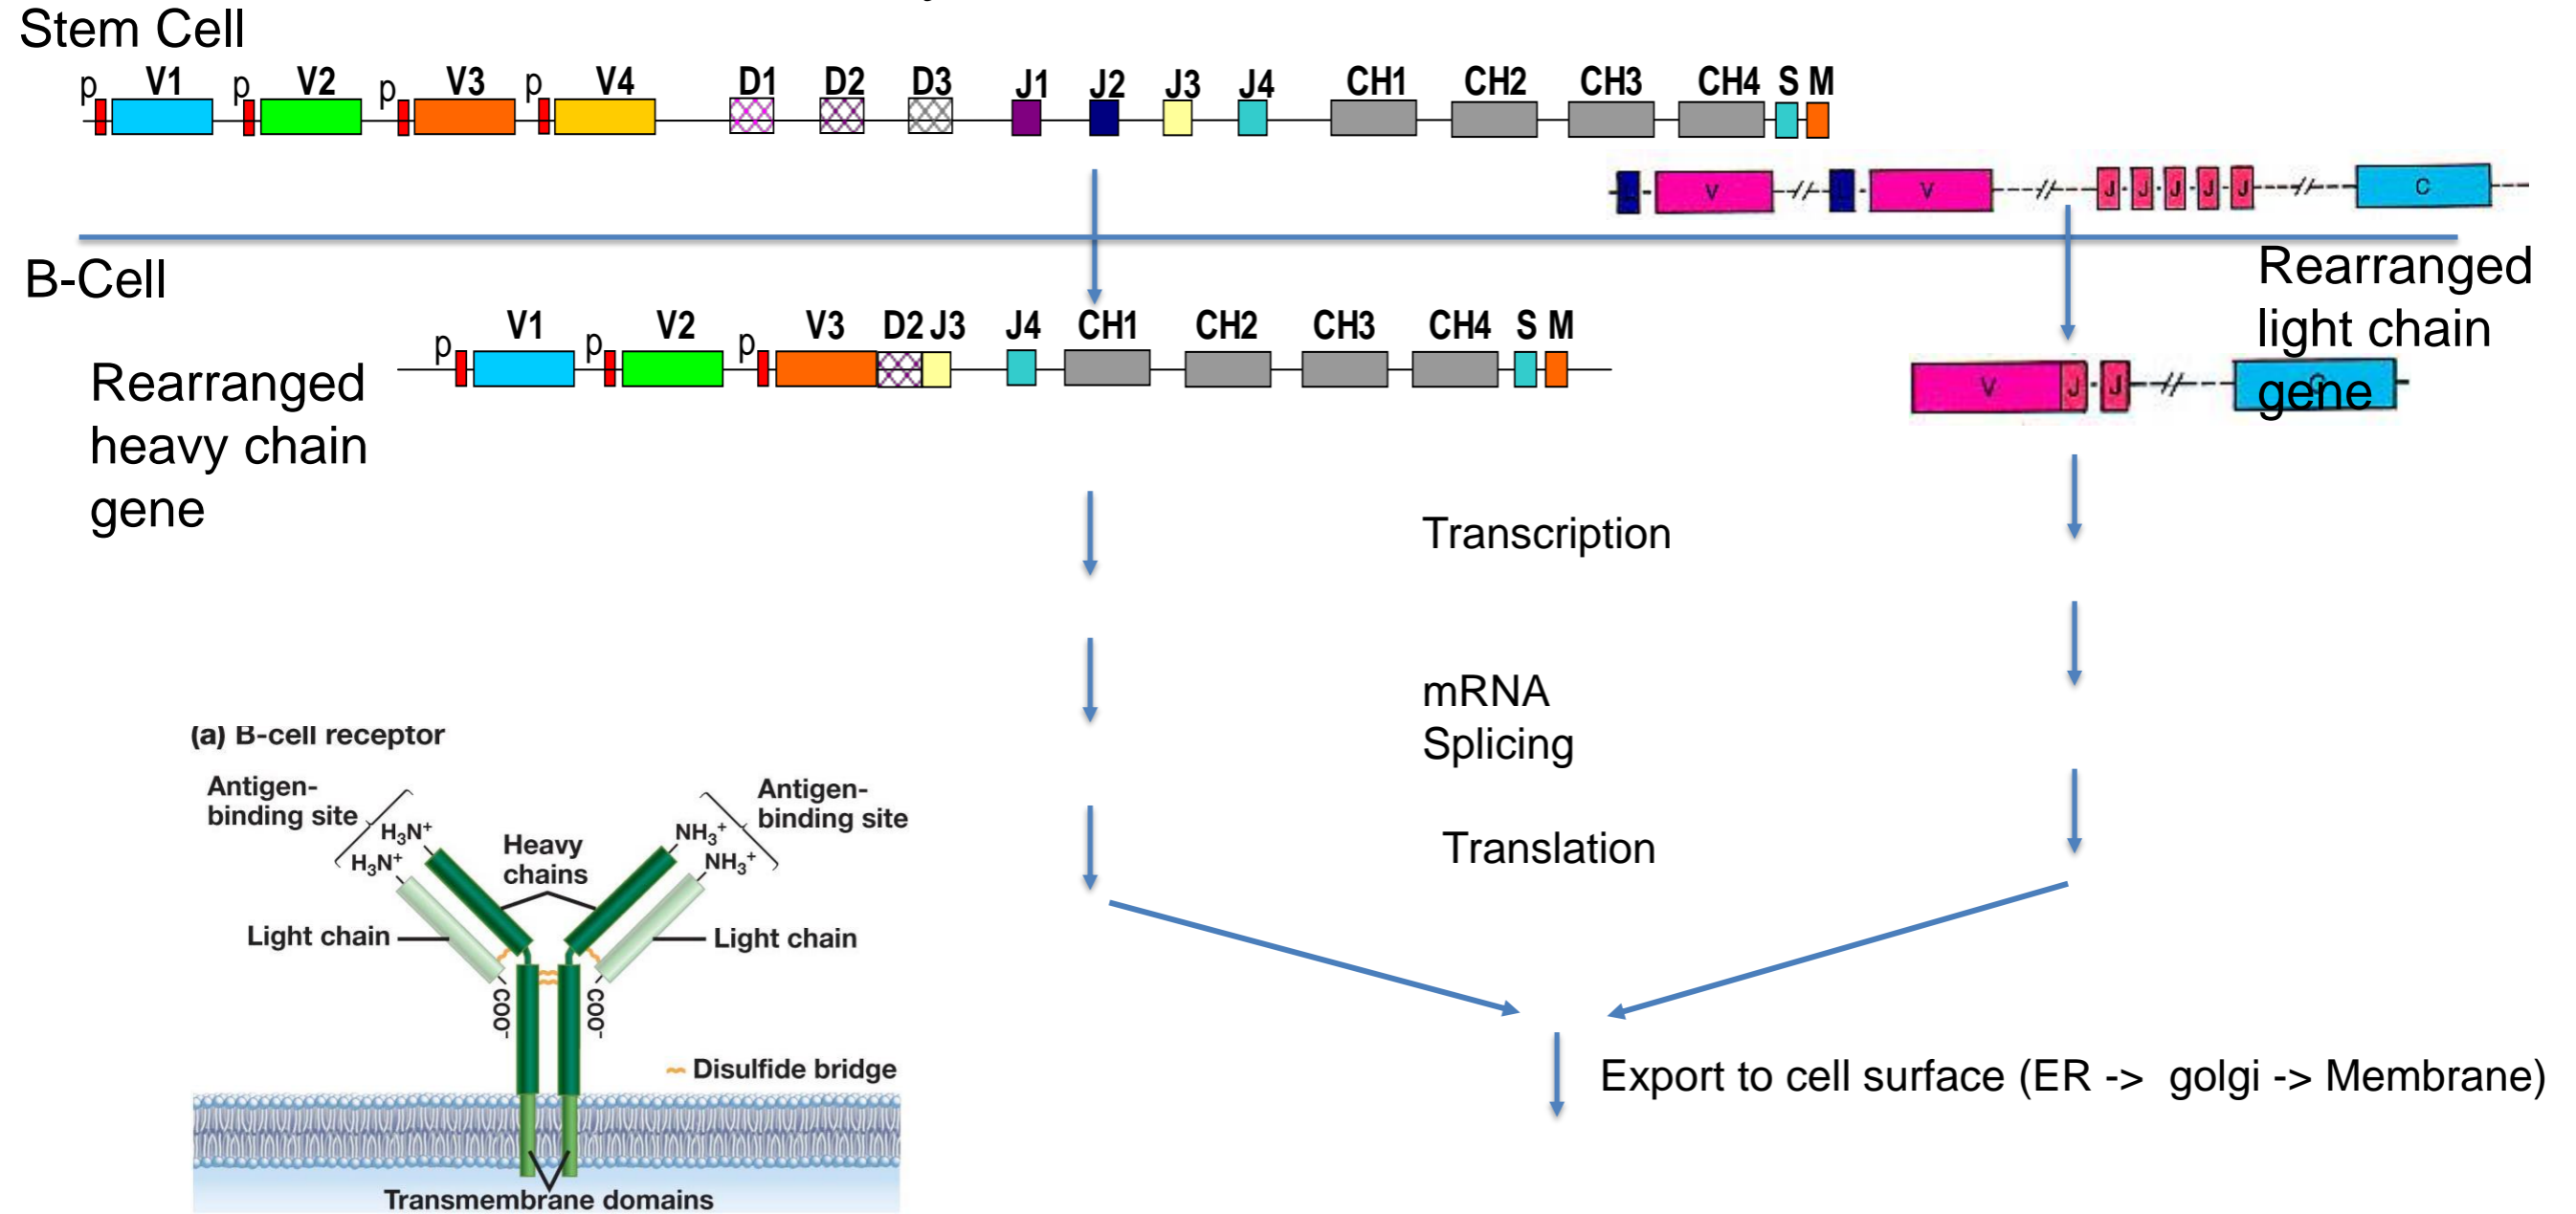 Stem Cell
p V1 p V2 p V3 p V4 D1 D2 D3 J1 J2 J3 J4 CH1 CH2 CH3 CH4 S M
V V J J J J J C
B-Cell
Rearranged
light chain
gene
p V1 p V2 p V3 D2 J3 J4 CH1 CH2 CH3 CH4 S M
V J J
Rearranged
heavy chain
gene
Transcription
mRNA
Splicing
Translation
(a) B-cell receptor
Antigen-
binding site
Antigen-
binding site
H₃N⁺
H₃N⁺
NH₃⁺
NH₃⁺
Heavy
chains
Light chain
Light chain
COO⁻
COO⁻
Disulfide bridge
Transmembrane domains
Export to cell surface (ER -> golgi -> Membrane)